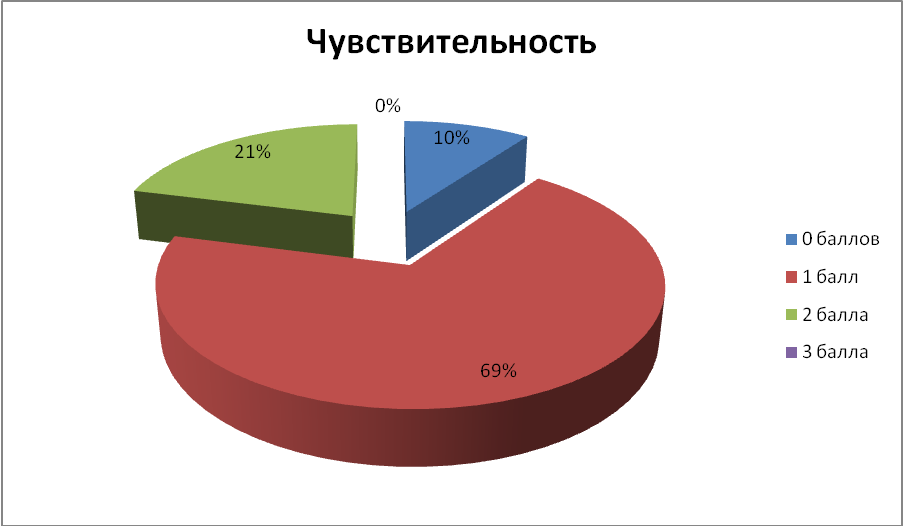 Чувствительность
0%
10%
21%
69%
0 баллов
1 балл
2 балла
3 балла